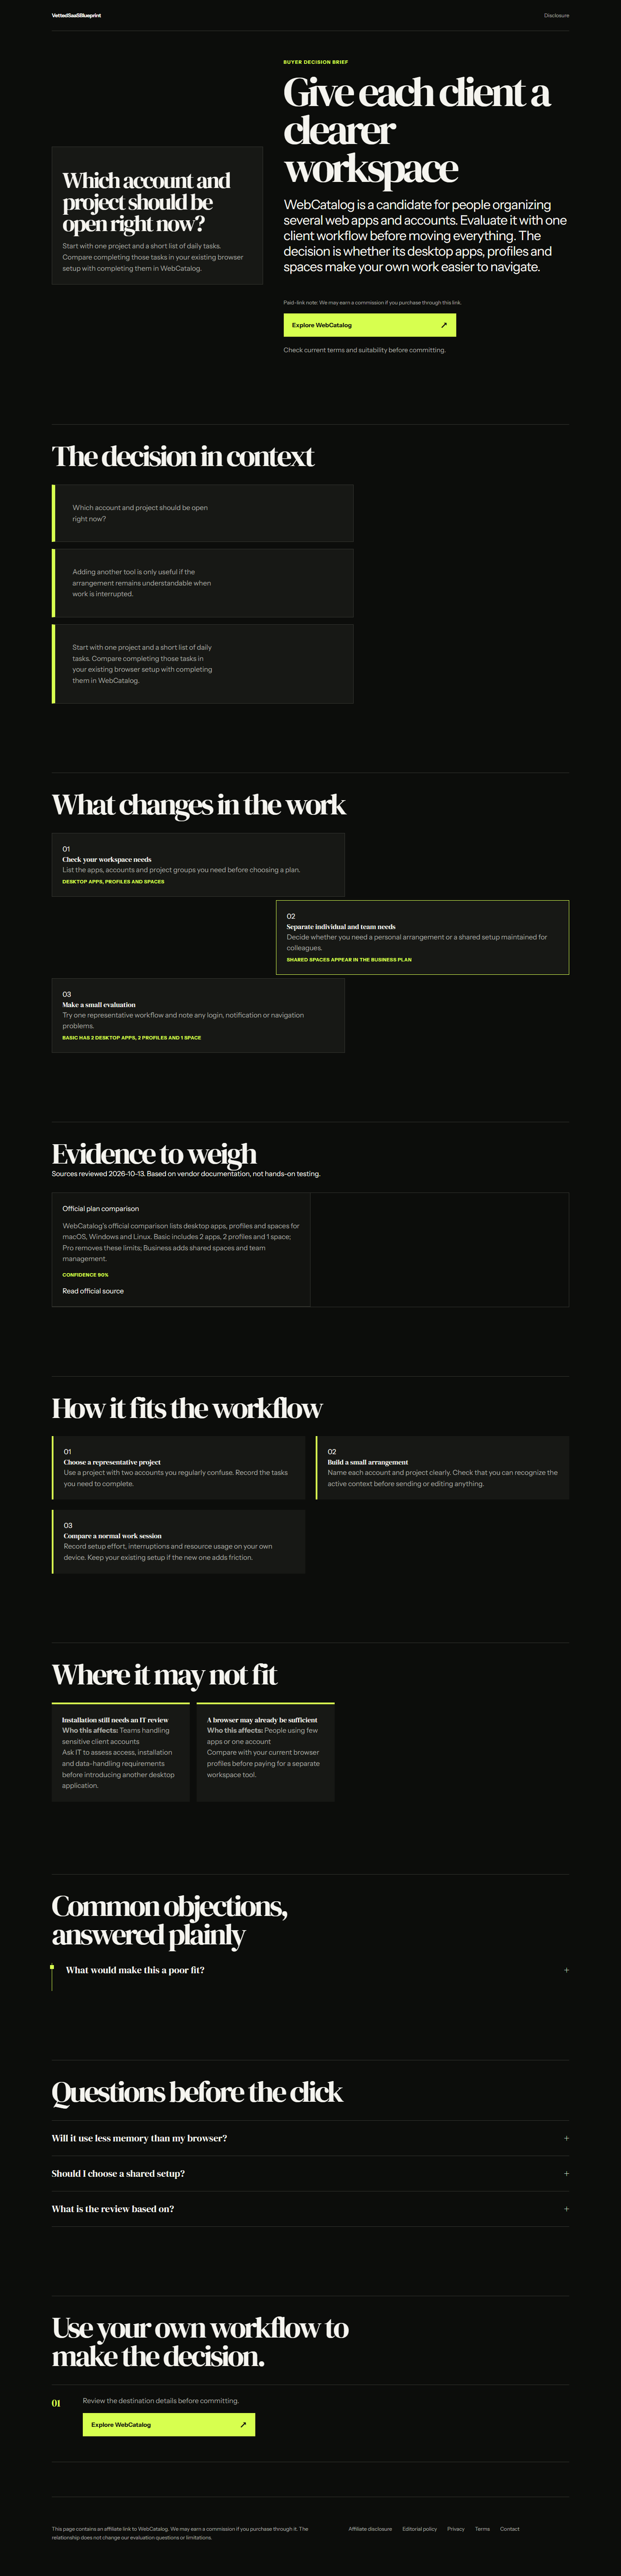 VettedSaaSBlueprint
Disclosure
BUYER DECISION BRIEF
Give each client a
clearer
workspace
WebCatalog is a candidate for people organizing
several web apps and accounts. Evaluate it with one
client workflow before moving everything. The
decision is whether its desktop apps, profiles and
spaces make your own work easier to navigate.
Paid-link note: We may earn a commission if you purchase through this link.
Explore WebCatalog ↗
Check current terms and suitability before committing.
Which account and
project should be
open right now?
Start with one project and a short list of daily tasks.
Compare completing those tasks in your existing browser
setup with completing them in WebCatalog.
The decision in context
Which account and project should be open
right now?
Adding another tool is only useful if the
arrangement remains understandable when
work is interrupted.
Start with one project and a short list of daily
tasks. Compare completing those tasks in
your existing browser setup with completing
them in WebCatalog.
What changes in the work
01
Check your workspace needs
List the apps, accounts and project groups you need before choosing a plan.
DESKTOP APPS, PROFILES AND SPACES
02
Separate individual and team needs
Decide whether you need a personal arrangement or a shared setup maintained for
colleagues.
SHARED SPACES APPEAR IN THE BUSINESS PLAN
03
Make a small evaluation
Try one representative workflow and note any login, notification or navigation
problems.
BASIC HAS 2 DESKTOP APPS, 2 PROFILES AND 1 SPACE
Evidence to weigh
Sources reviewed 2026-10-13. Based on vendor documentation, not hands-on testing.
Official plan comparison
WebCatalog's official comparison lists desktop apps, profiles and spaces for
macOS, Windows and Linux. Basic includes 2 apps, 2 profiles and 1 space;
Pro removes these limits; Business adds shared spaces and team
management.
CONFIDENCE 90%
Read official source
How it fits the workflow
01
Choose a representative project
Use a project with two accounts you regularly confuse. Record the tasks
you need to complete.
02
Build a small arrangement
Name each account and project clearly. Check that you can recognize the
active context before sending or editing anything.
03
Compare a normal work session
Record setup effort, interruptions and resource usage on your own
device. Keep your existing setup if the new one adds friction.
Where it may not fit
Installation still needs an IT review
Who this affects: Teams handling
sensitive client accounts
Ask IT to assess access, installation
and data-handling requirements
before introducing another desktop
application.
A browser may already be sufficient
Who this affects: People using few
apps or one account
Compare with your current browser
profiles before paying for a separate
workspace tool.
Common objections,
answered plainly
What would make this a poor fit? +
Questions before the click
Will it use less memory than my browser? +
Should I choose a shared setup? +
What is the review based on? +
Use your own workflow to
make the decision.
01
Review the destination details before committing.
Explore WebCatalog ↗
This page contains an affiliate link to WebCatalog. We may earn a commission if you purchase through it. The
relationship does not change our evaluation questions or limitations.
Affiliate disclosure Editorial policy Privacy Terms Contact